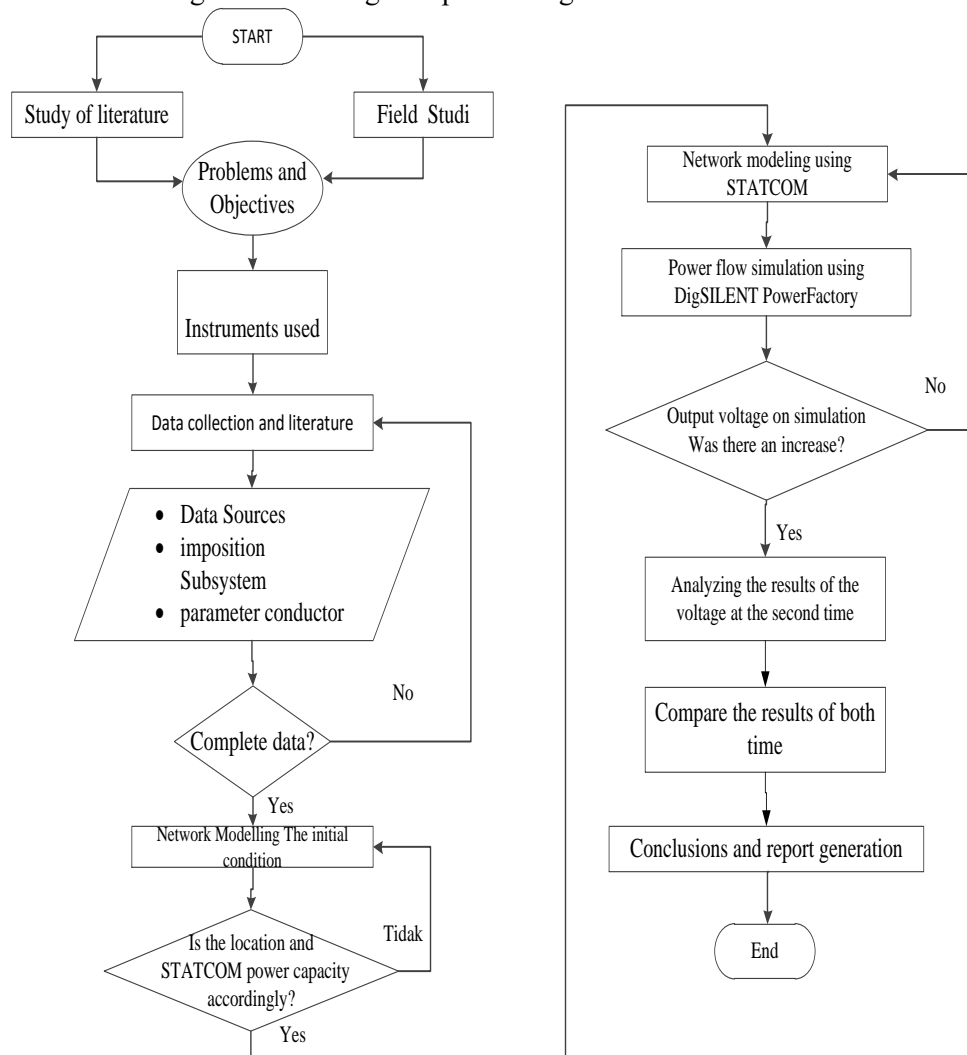 START
Study of literature
Field Studi
Problems and
Objectives
Instruments used
Data collection and literature
• Data Sources
• imposition
Subsystem
• parameter conductor
No
Complete data?
Yes
Network Modelling The initial
condition
Tidak
Is the location and
STATCOM power capacity
accordingly?
Yes
Network modeling using
STATCOM
Power flow simulation using
DigSILENT PowerFactory
No
Output voltage on simulation
Was there an increase?
Yes
Analyzing the results of the
voltage at the second time
Compare the results of both
time
Conclusions and report generation
End